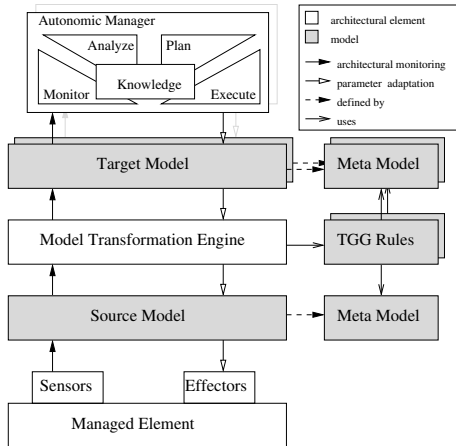 Autonomic Manager
Analyze
Plan
Knowledge
Monitor
Execute
architectural element
model
architectural monitoring
parameter adaptation
defined by
uses
Target Model
Meta Model
Model Transformation Engine
TGG Rules
Source Model
Meta Model
Sensors
Effectors
Managed Element